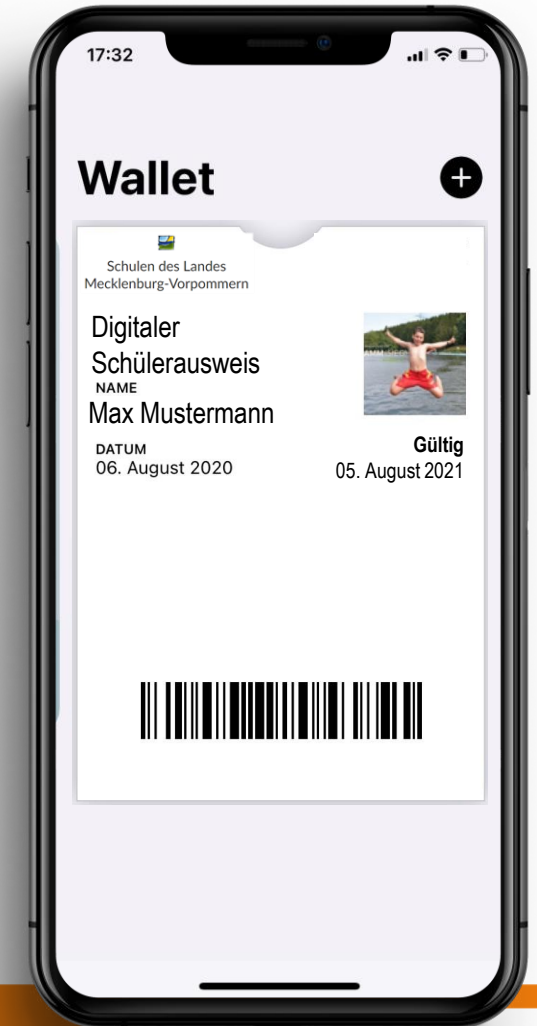 17:32
Wallet
Schulen des Landes
Mecklenburg-Vorpommern
Digitaler
Schülerausweis
NAME
Max Mustermann
DATUM
06. August 2020
Gültig
05. August 2021